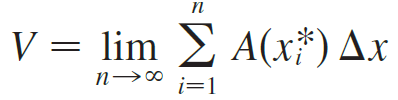 V = lim_{n→∞} ∑_{i=1}^{n} A(x_i^*) Δx